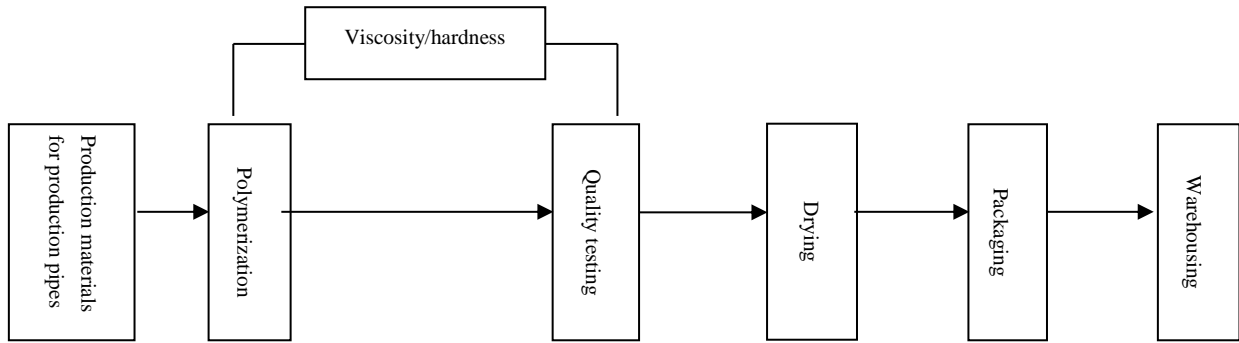 Viscosity/hardness
Production materials
for production pipes
Polymerization
Quality testing
Drying
Packaging
Warehousing